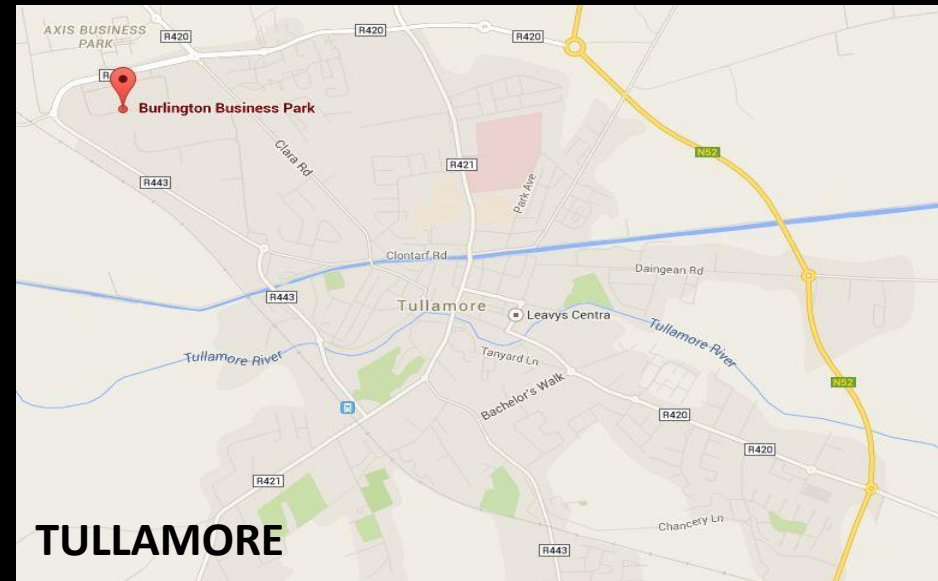 AXIS BUSINESS
PARK
R420
R420
R420
R
Burlington Business Park
N52
Clara Rd
R421
R443
Park Ave
Clontarf Rd
Daingean Rd
R443
Tullamore
Leavys Centra
Tullamore River
Tullamore River
Tanyard Ln
N52
Bachelor's Walk
R420
R420
R421
Chancery Ln
TULLAMORE
R443